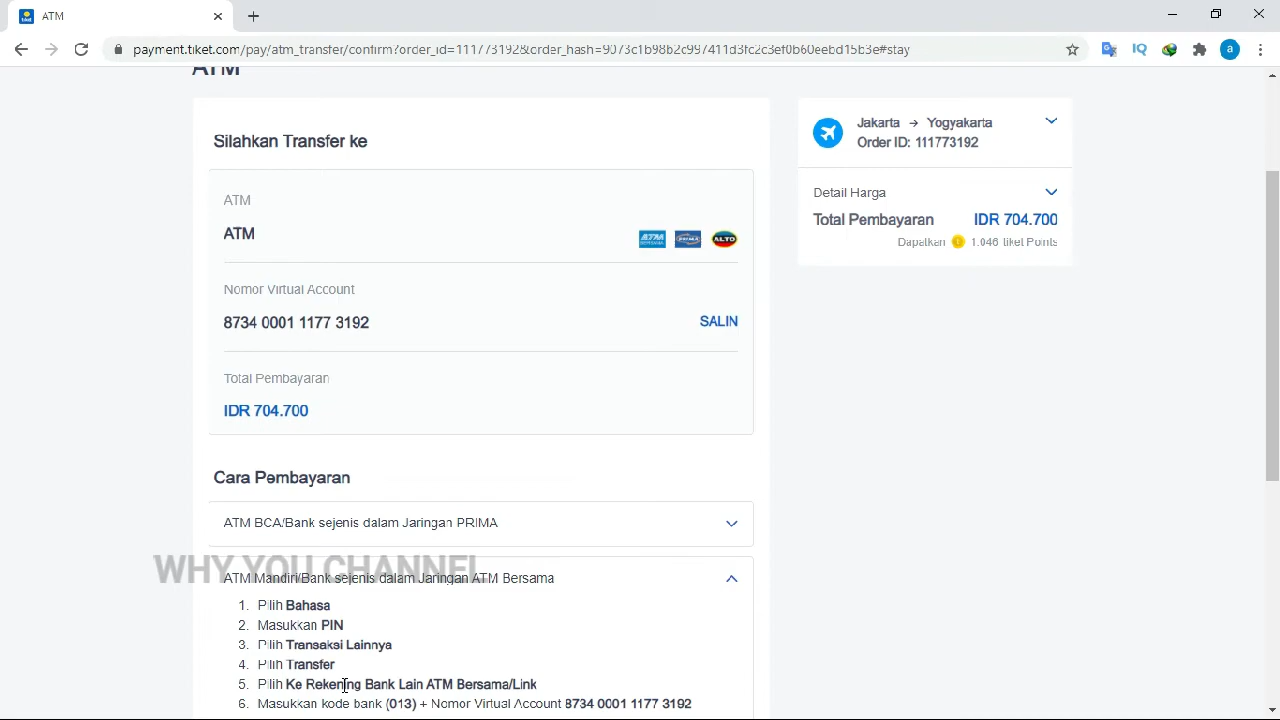 ATM
payment.tiket.com/pay/atm_transfer/confirm?order_id=111773192&order_hash=9073c1b98b2c997411d3fc2c3ef0b60eebd15b3e#stay
IQ
a
ATM
Silahkan Transfer ke
ATM
ATM
ALTO
Nomor Virtual Account
8734 0001 1177 3192
SALIN
Total Pembayaran
IDR 704.700
Cara Pembayaran
ATM BCA/Bank sejenis dalam Jaringan PRIMA
WHY YOU CHANNEL
ATM Mandiri/Bank sejenis dalam Jaringan ATM Bersama
1. Pilih Bahasa
2. Masukkan PIN
3. Pilih Transaksi Lainnya
4. Pilih Transfer
5. Pilih Ke Rekening Bank Lain ATM Bersama/Link
6. Masukkan kode bank (013) + Nomor Virtual Account 8734 0001 1177 3192
Jakarta → Yogyakarta
Order ID: 111773192
Detail Harga
Total Pembayaran IDR 704.700
Dapatkan 1.046 tiket Points